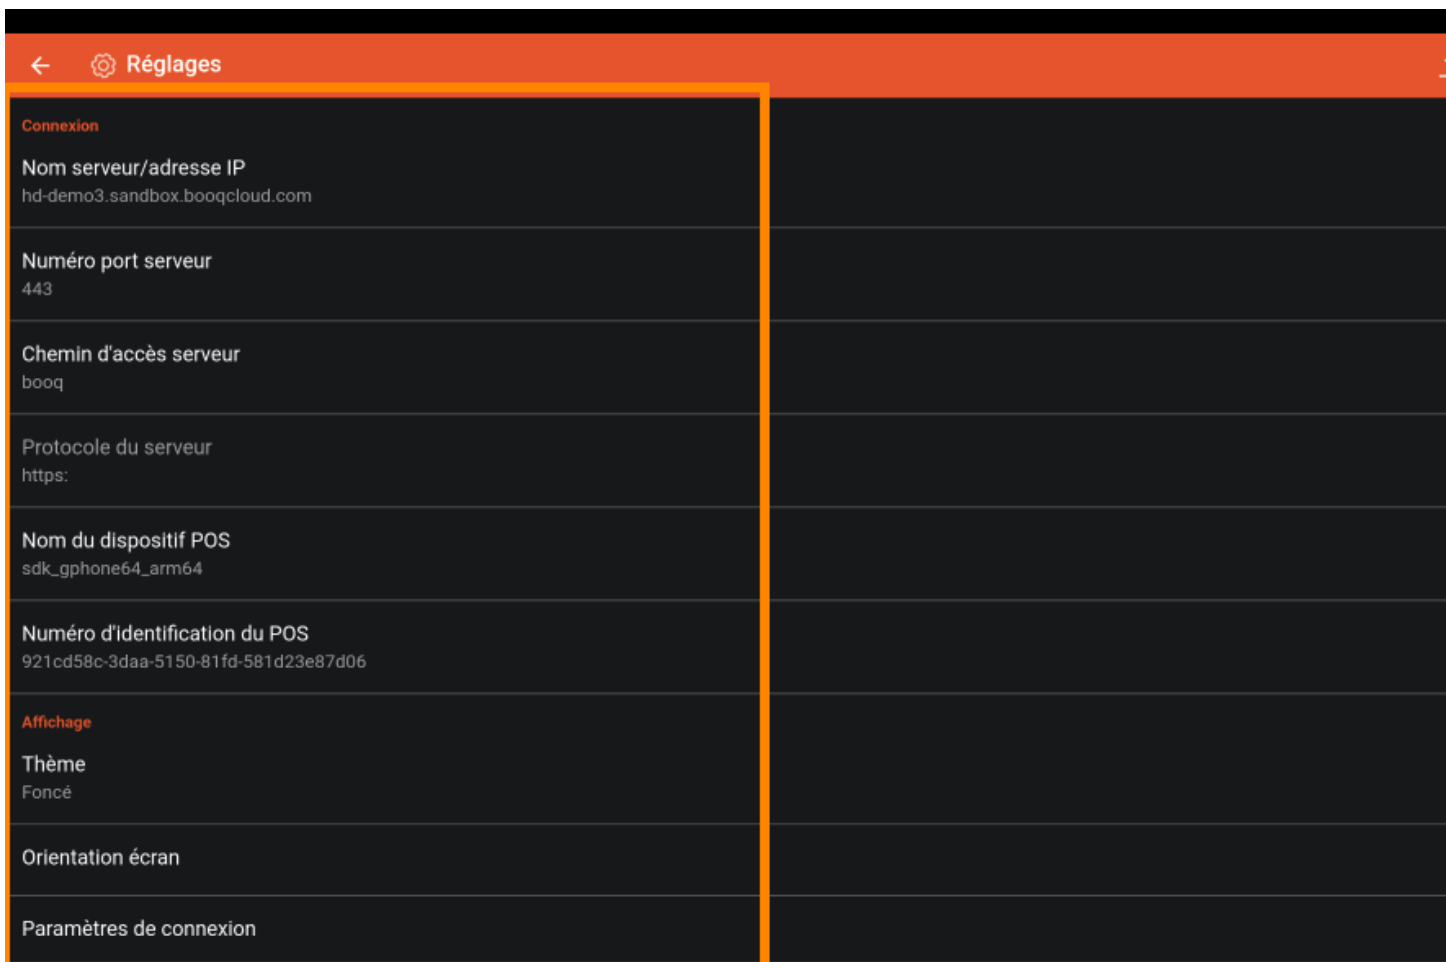 Réglages
Connexion
Nom serveur/adresse IP
hd-demo3.sandbox.booqcloud.com
Numéro port serveur
443
Chemin d'accès serveur
booq
Protocole du serveur
https:
Nom du dispositif POS
sdk_gphone64_arm64
Numéro d'identification du POS
921cd58c-3daa-5150-81fd-581d23e87d06
Affichage
Thème
Foncé
Orientation écran
Paramètres de connexion